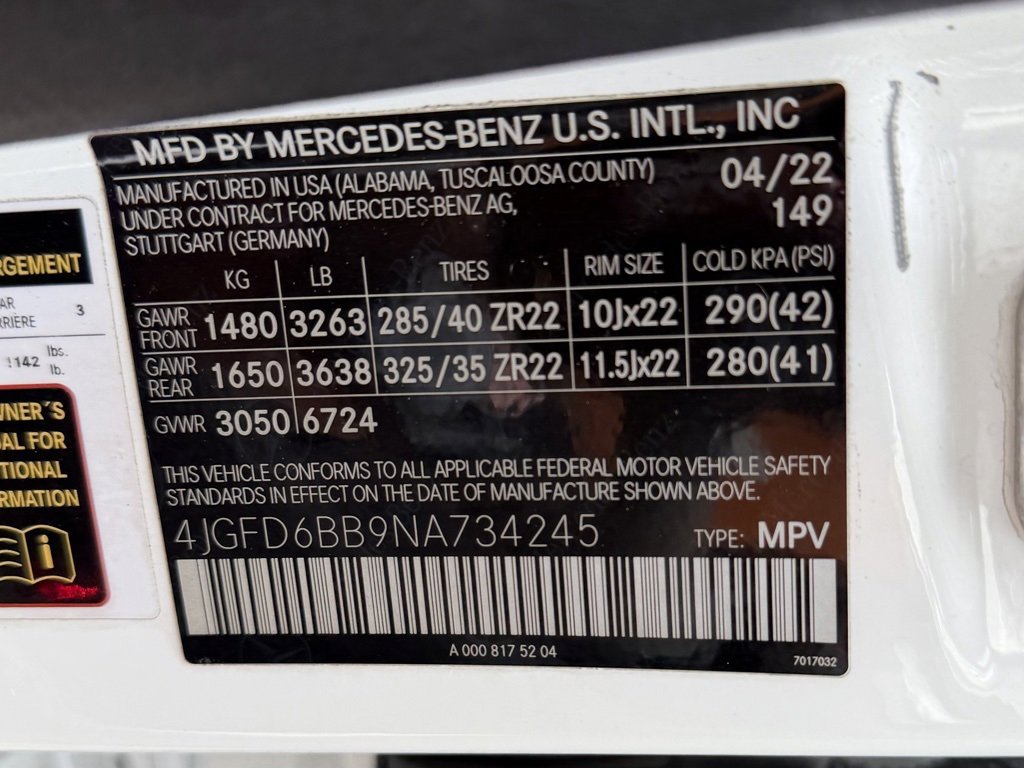 MFD BY MERCEDES-BENZ U.S. INTL., INC
MANUFACTURED IN USA (ALABAMA, TUSCALOOSA COUNTY) 04/22
UNDER CONTRACT FOR MERCEDES-BENZ AG, 149
STUTTGART (GERMANY)
KG LB TIRES RIM SIZE COLD KPA (PSI)
GAWR FRONT 1480 3263 285/40 ZR22 10Jx22 290(42)
GAWR REAR 1650 3638 325/35 ZR22 11.5Jx22 280(41)
GVWR 3050 6724
THIS VEHICLE CONFORMS TO ALL APPLICABLE FEDERAL MOTOR VEHICLE SAFETY
STANDARDS IN EFFECT ON THE DATE OF MANUFACTURE SHOWN ABOVE.
4JGFD6BB9NA734245 TYPE: MPV
A 000 817 52 04
7017032
RGEMENT
AR
RRIÈRE 3
1142 lbs.
lb.
WNER´S
AL FOR
TIONAL
ORMATION